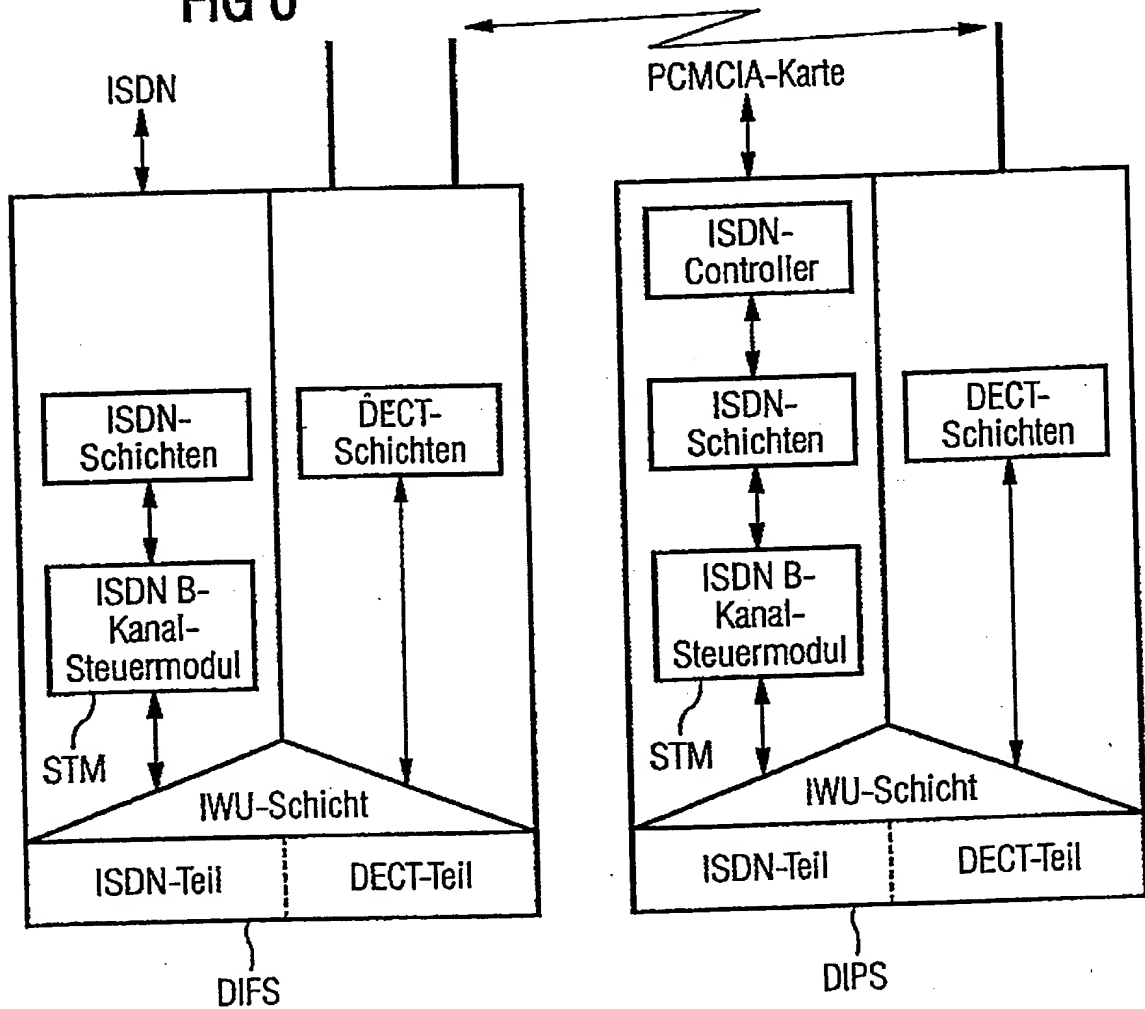 FIG 6
ISDN
ISDN-
Schichten
DECT-
Schichten
ISDN B-
Kanal-
Steuermodul
STM
IWU-Schicht
ISDN-Teil
DECT-Teil
DIFS
PCMCIA-Karte
ISDN-
Controller
ISDN-
Schichten
DECT-
Schichten
ISDN B-
Kanal-
Steuermodul
STM
IWU-Schicht
ISDN-Teil
DECT-Teil
DIPS